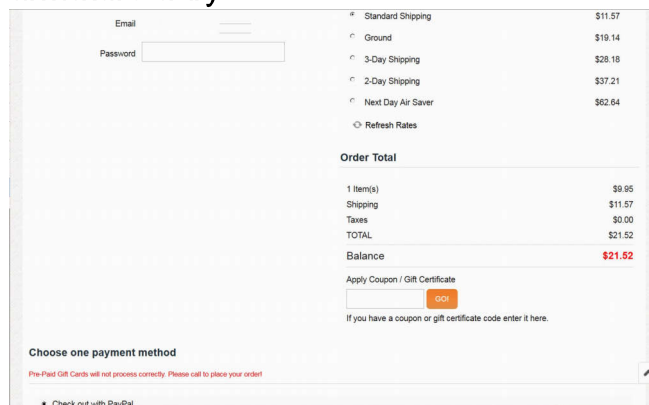 Email
Password
Standard Shipping $11.57
Ground $19.14
3-Day Shipping $28.18
2-Day Shipping $37.21
Next Day Air Saver $62.64
Refresh Rates
Order Total
1 Item(s) $9.95
Shipping $11.57
Taxes $0.00
TOTAL $21.52
Balance $21.52
Apply Coupon / Gift Certificate
GO!
If you have a coupon or gift certificate code enter it here.
Choose one payment method
Pre-Paid Gift Cards will not process correctly. Please call to place your order!
Check out with PayPal